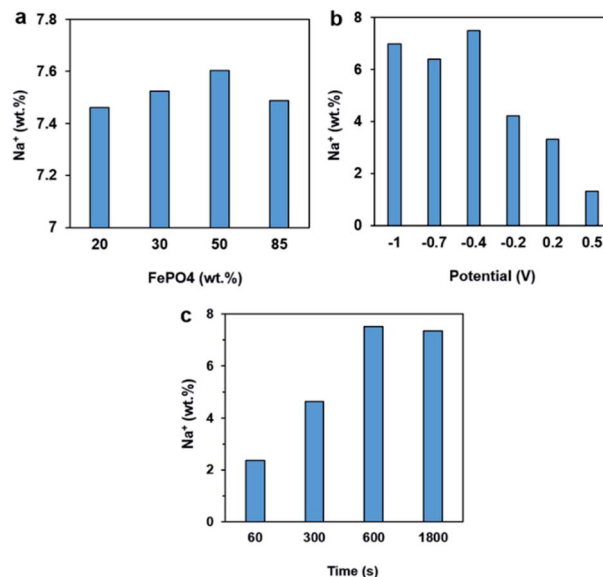 a
7.8
7.6
7.4
7.2
7
Na⁺ (wt.%)
20 30 50 85
FePO4 (wt.%)
b
8
6
4
2
0
Na⁺ (wt.%)
-1 -0.7 -0.4 -0.2 0.2 0.5
Potential (V)
c
8
6
4
2
0
Na⁺ (wt.%)
60 300 600 1800
Time (s)